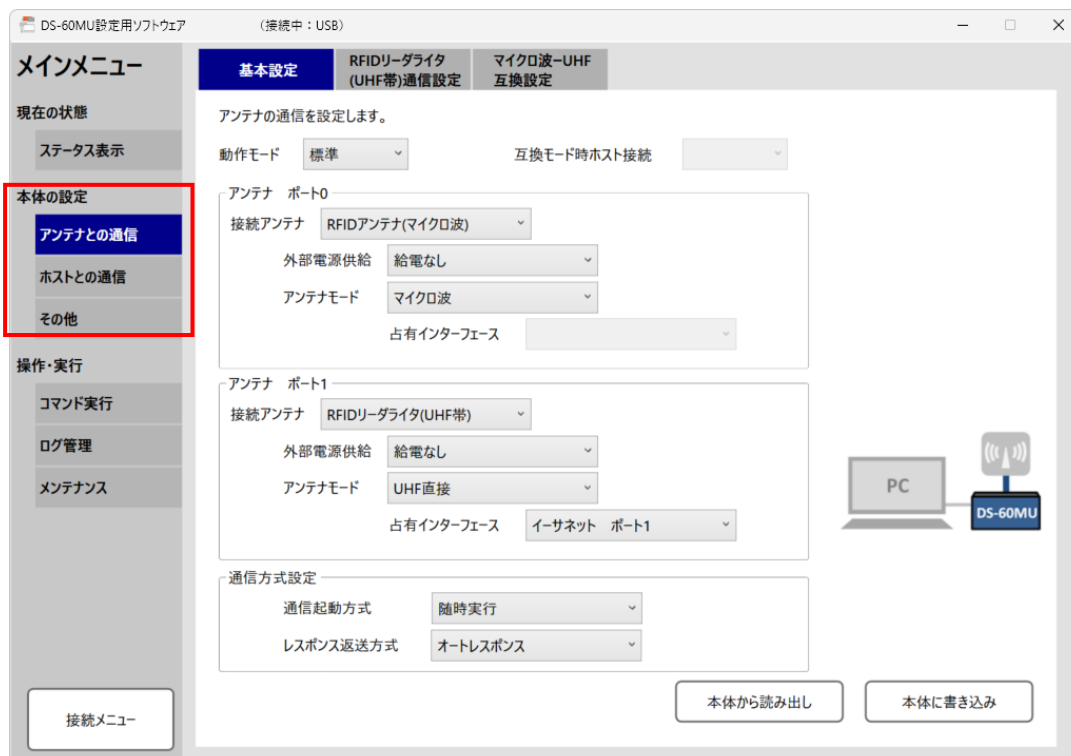 DS-60MU設定用ソフトウェア （接続中：USB）
メインメニュー
現在の状態
ステータス表示
本体の設定
アンテナとの通信
ホストとの通信
その他
操作・実行
コマンド実行
ログ管理
メンテナンス
接続メニュー
基本設定
RFIDリーダライタ
(UHF帯)通信設定
マイクロ波−UHF
互換設定
アンテナの通信を設定します。
動作モード 標準 互換モード時ホスト接続
アンテナ ポート0
接続アンテナ RFIDアンテナ(マイクロ波)
外部電源供給 給電なし
アンテナモード マイクロ波
占有インターフェース
アンテナ ポート1
接続アンテナ RFIDリーダライタ(UHF帯)
外部電源供給 給電なし
アンテナモード UHF直接
占有インターフェース イーサネット ポート1
通信方式設定
通信起動方式 随時実行
レスポンス返送方式 オートレスポンス
PC
DS-60MU
本体から読み出し 本体に書き込み